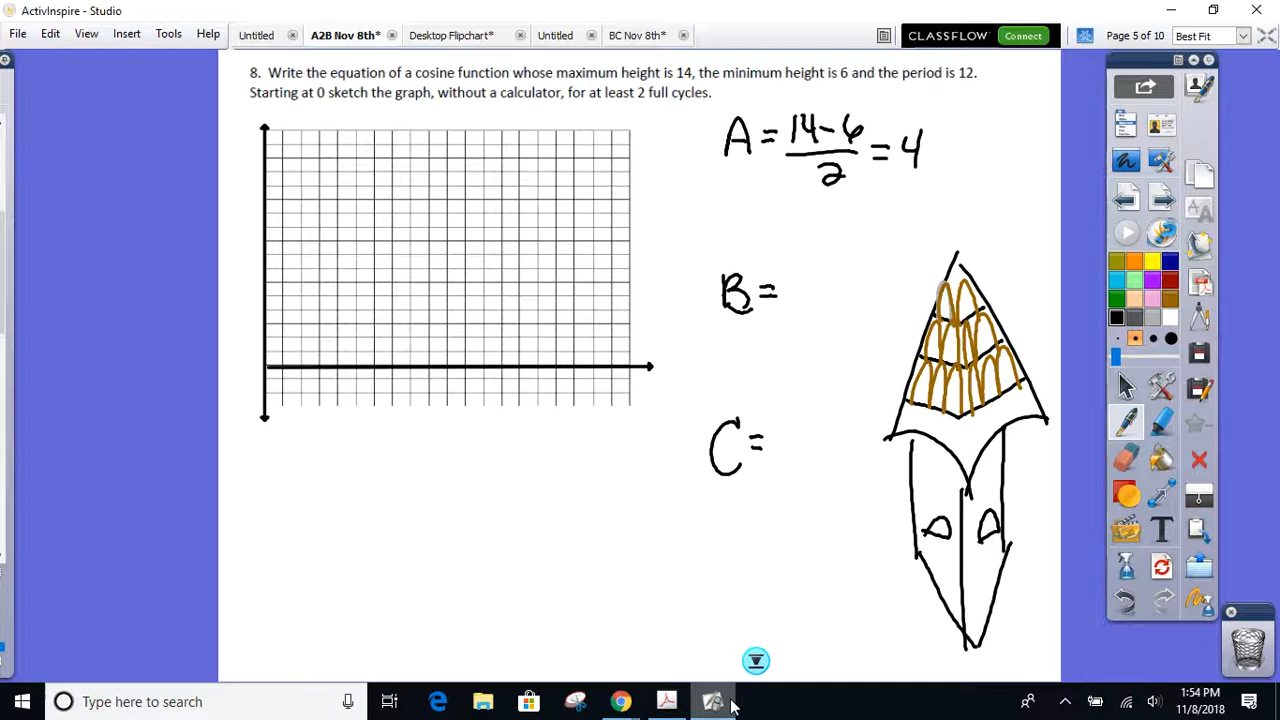 ActivInspire - Studio
File Edit View Insert Tools Help
Untitled A2B Nov 8th* Desktop Flipchart* Untitled BC Nov 8th*
CLASSFLOW Connect
Page 5 of 10 Best Fit
8. Write the equation of a cosine function whose maximum height is 14, the minimum height is 6 and the period is 12.
Starting at 0 sketch the graph, without a calculator, for at least 2 full cycles.
A = 14-6/2 = 4
B =
C =
Type here to search
1:54 PM
11/8/2018